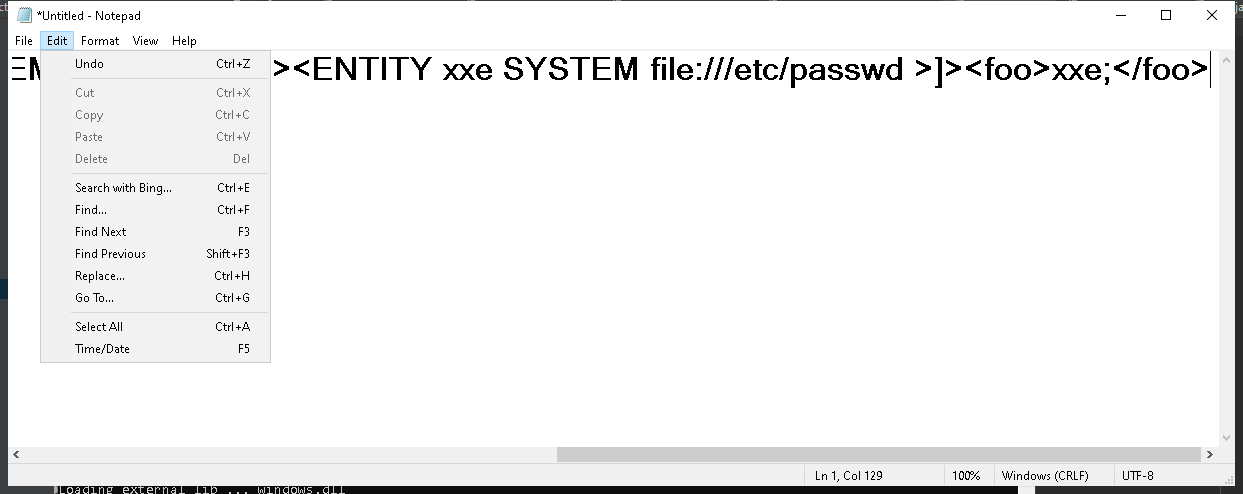 *Untitled - Notepad
File Edit Format View Help
><ENTITY xxe SYSTEM file:///etc/passwd >]><foo>xxe;</foo>
Undo Ctrl+Z
Cut Ctrl+X
Copy Ctrl+C
Paste Ctrl+V
Delete Del
Search with Bing... Ctrl+E
Find... Ctrl+F
Find Next F3
Find Previous Shift+F3
Replace... Ctrl+H
Go To... Ctrl+G
Select All Ctrl+A
Time/Date F5
Ln 1, Col 129 100% Windows (CRLF) UTF-8
Loading external lib ... windows.dll